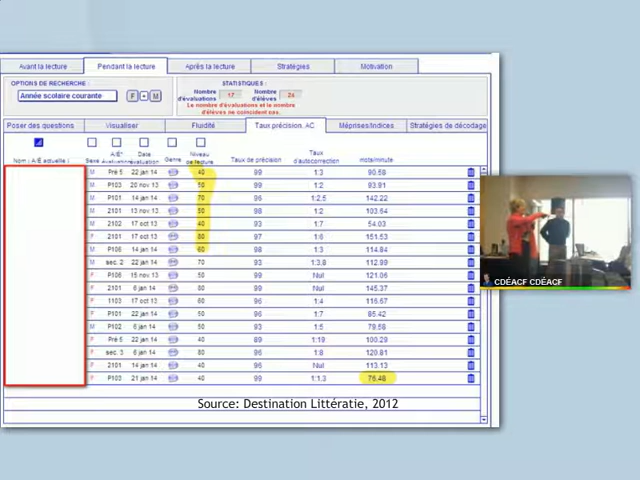 Avant la lecture Pendant la lecture Après la lecture Stratégies Motivation
OPTIONS DE RECHERCHE :
Année scolaire courante F + M
STATISTIQUES :
Nombre d'évaluations 17 Nombre d'élèves 24
Le nombre d'évaluations et le nombre
d'élèves ne coïncident pas.
Poser des questions Visualiser Fluidité Taux précision, AC Méprises/Indices Stratégies de décodag
Nom ( A/É actuelle ) Sexe A/É* Évaluation Date évaluation Genre Niveau de lecture Taux de précision Taux d'autocorrection mots/minute
M Pré 5 22 jan 14 40 99 1:3 90.58
M P103 20 nov 13 50 99 1:2 93.91
M P101 14 jan 14 70 96 1:2,5 142.22
M 2101 13 nov 13 50 98 1:2 103.64
M 2102 17 oct 13 40 93 1:7 54.03
F 2101 17 oct 13 80 97 1:6 151.53
M P106 14 jan 14 60 98 1:3 114.84
M sec. 2 22 jan 14 70 93 1:3,8 112.99
F P106 15 nov 13 50 99 Nul 121.06
F 2101 6 jan 14 80 99 Nul 145.37
F 1103 17 oct 13 60 96 1:4 116.67
F P101 22 jan 14 50 96 1:7 85.42
M P102 6 jan 14 50 93 1:5 79.58
F Pré 5 22 jan 14 40 89 1:19 100.29
F sec. 3 6 jan 14 80 96 1:8 120.81
F 2101 14 jan 14 40 96 Nul 113.13
F P103 21 jan 14 40 99 1:1,3 76.48
CDÉACF CDÉACF
Source: Destination Littératie, 2012